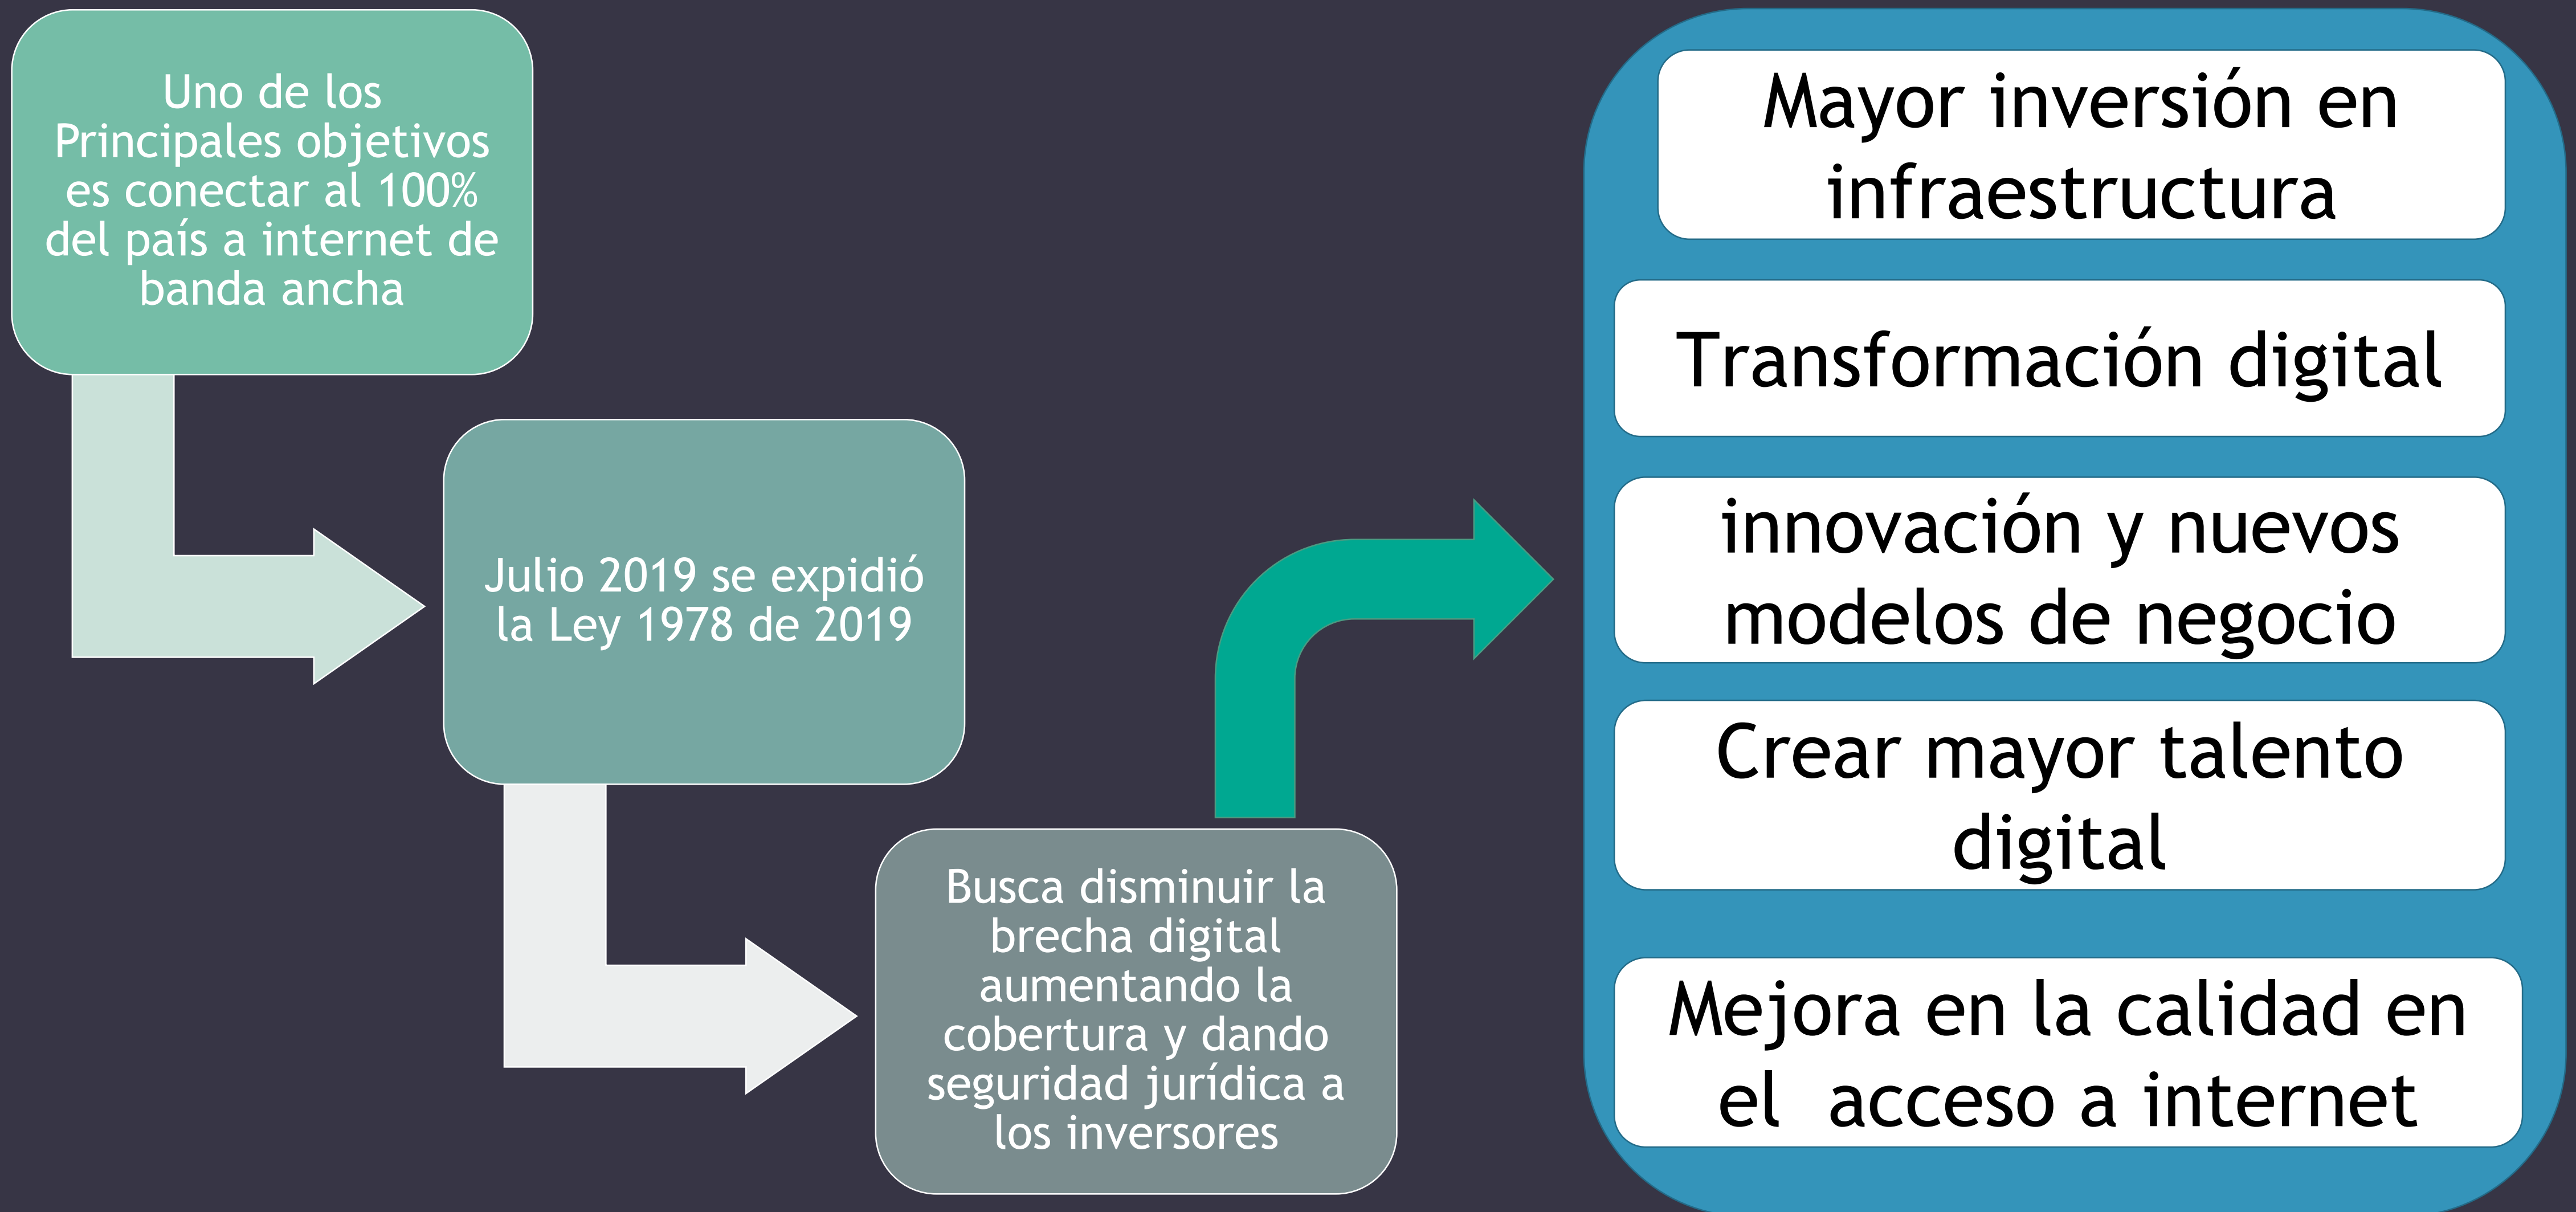 Uno de los
Principales objetivos
es conectar al 100%
del país a internet de
banda ancha
Julio 2019 se expidió
la Ley 1978 de 2019
Busca disminuir la
brecha digital
aumentando la
cobertura y dando
seguridad jurídica a
los inversores
Mayor inversión en
infraestructura
Transformación digital
innovación y nuevos
modelos de negocio
Crear mayor talento
digital
Mejora en la calidad en
el  acceso a internet